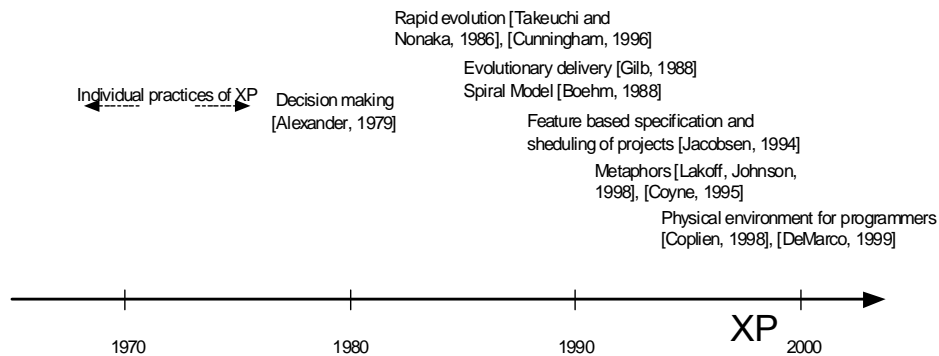 Rapid evolution [Takeuchi and
Nonaka, 1986], [Cunningham, 1996]
Evolutionary delivery [Gilb, 1988]
Spiral Model [Boehm, 1988]
Individual practices of XP
Decision making
[Alexander, 1979]
Feature based specification and
sheduling of projects [Jacobsen, 1994]
Metaphors [Lakoff, Johnson,
1998], [Coyne, 1995]
Physical environment for programmers
[Coplien, 1998], [DeMarco, 1999]
XP
1970
1980
1990
2000